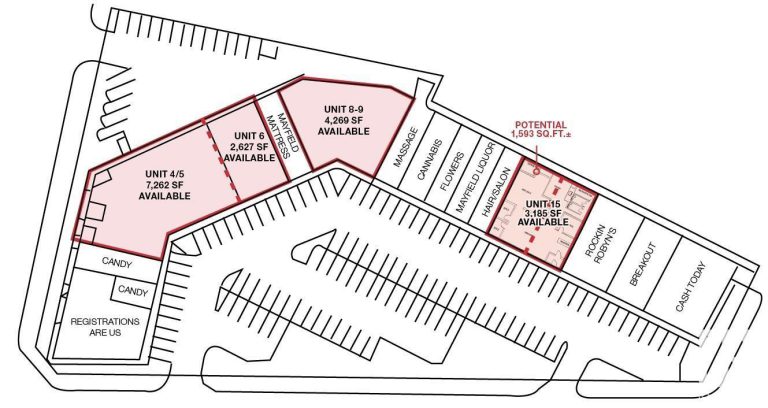 POTENTIAL
1,593 SQ.FT.±
UNIT 8-9
4,269 SF
AVAILABLE
UNIT 6
2,627 SF
AVAILABLE
MAYFIELD
MATTRESS
MASSAGE
CANNABIS
FLOWERS
MAYFIELD LIQUOR
HAIR/SALON
UNIT 4/5
7,262 SF
AVAILABLE
UNIT 15
3,185 SF
AVAILABLE
ROCKIN
ROBYN'S
BREAKOUT
CASH TODAY
CANDY
CANDY
REGISTRATIONS
ARE US